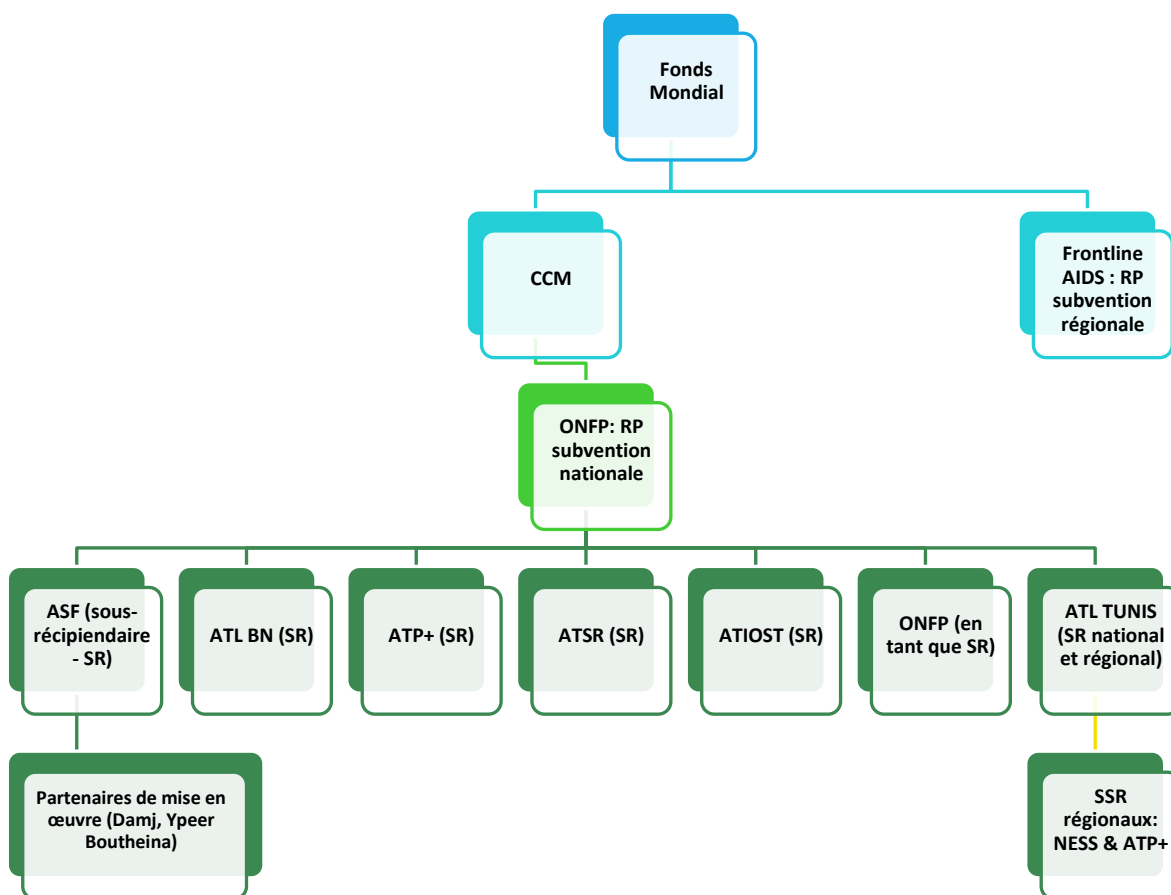 Fonds
Mondial
CCM
Frontline
AIDS : RP
subvention
régionale
ONFP: RP
subvention
nationale
ASF (sous-
récipiendaire
- SR)
ATL BN (SR)
ATP+ (SR)
ATSR (SR)
ATIOST (SR)
ONFP (en
tant que SR)
ATL TUNIS
(SR national
et régional)
Partenaires de mise en
œuvre (Damj, Ypeer
Boutheina)
SSR
régionaux:
NESS & ATP+